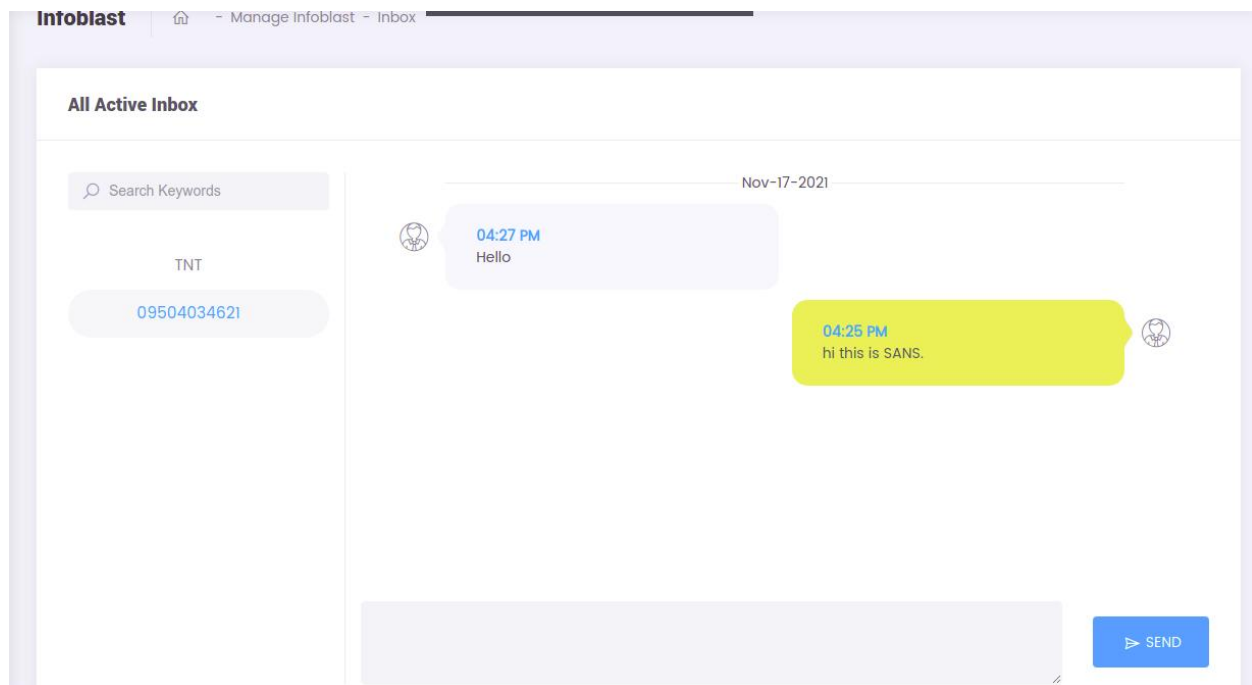 Infoblast - Manage Infoblast - Inbox
All Active Inbox
Search Keywords
TNT
09504034621
Nov-17-2021
04:27 PM
Hello
04:25 PM
hi this is SANS.
SEND